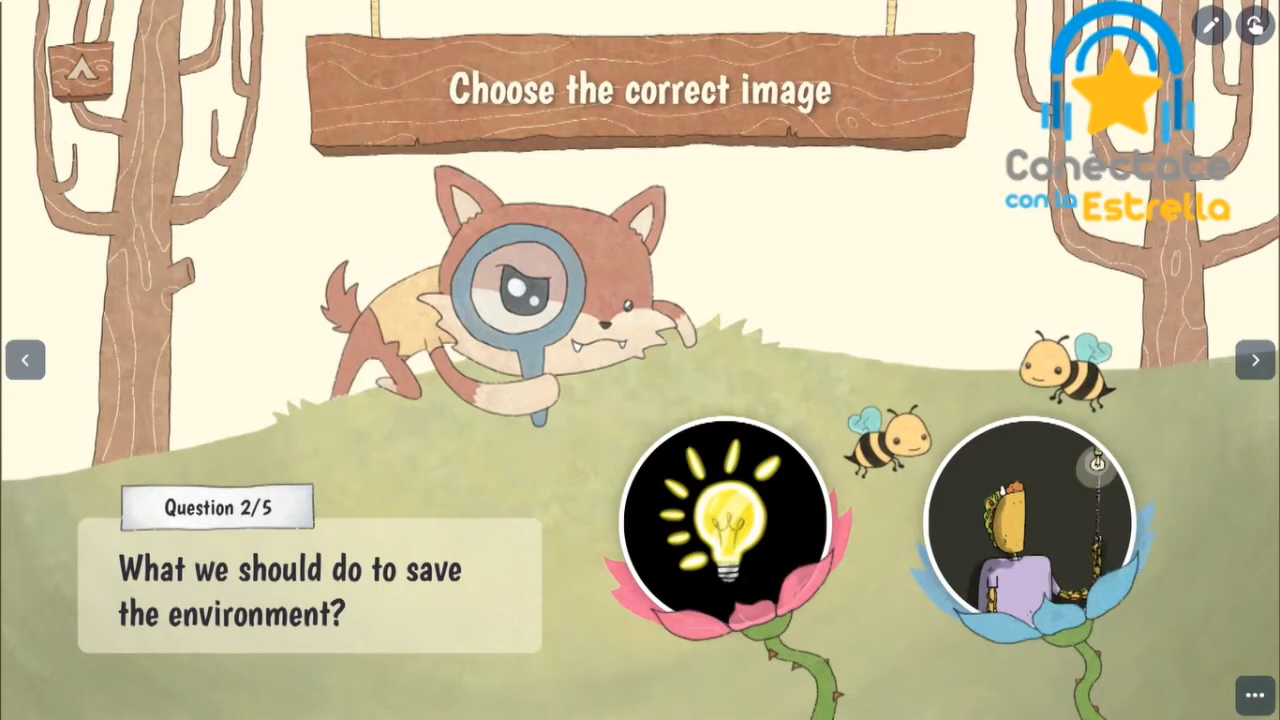 Choose the correct image
Conéctate
con la Estrella
Question 2/5
What we should do to save
the environment?